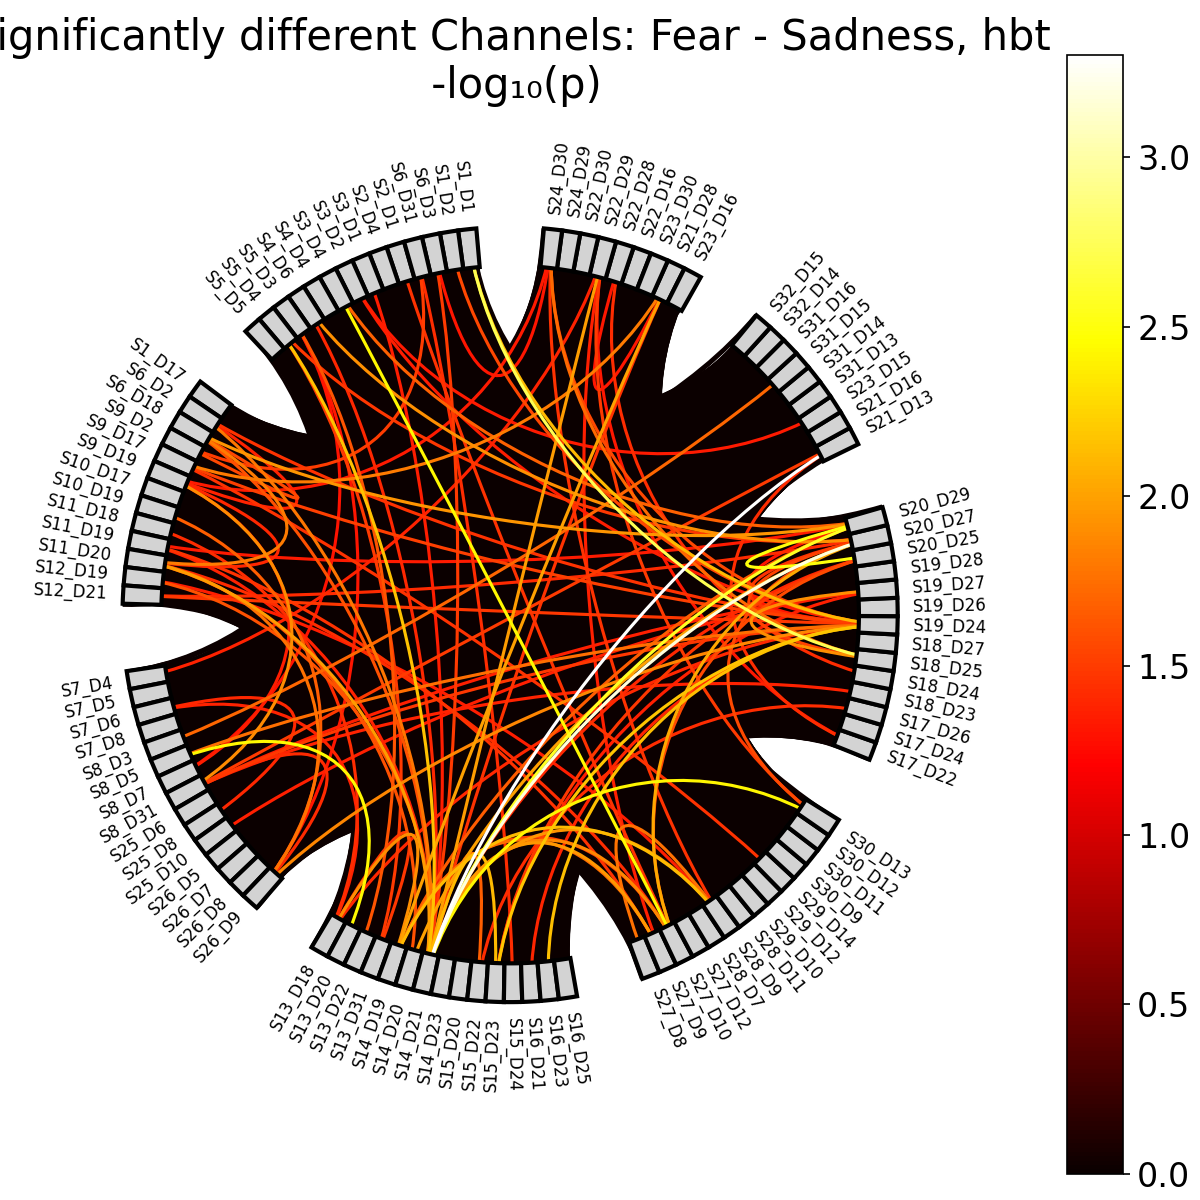 ignificantly different Channels: Fear - Sadness, hbt
-log₁₀(p)
S1_D1
S1_D2
S6_D3
S6_D31
S2_D1
S2_D4
S3_D1
S3_D2
S3_D4
S4_D4
S4_D6
S5_D3
S5_D4
S5_D5
S1_D17
S6_D2
S6_D18
S9_D2
S9_D17
S9_D19
S10_D17
S10_D19
S11_D18
S11_D19
S11_D20
S12_D19
S12_D21
S7_D4
S7_D5
S7_D6
S7_D8
S8_D3
S8_D5
S8_D7
S8_D31
S25_D6
S25_D8
S25_D10
S26_D5
S26_D7
S26_D8
S26_D9
S13_D18
S13_D20
S13_D22
S13_D31
S14_D19
S14_D20
S14_D21
S14_D23
S15_D20
S15_D22
S15_D23
S15_D24
S16_D21
S16_D23
S16_D25
S27_D8
S27_D9
S27_D10
S27_D12
S28_D7
S28_D9
S28_D11
S29_D10
S29_D12
S29_D14
S30_D9
S30_D11
S30_D12
S30_D13
S17_D22
S17_D24
S17_D26
S18_D23
S18_D24
S18_D25
S18_D27
S19_D24
S19_D26
S19_D27
S19_D28
S20_D25
S20_D27
S20_D29
S21_D13
S21_D16
S23_D15
S31_D13
S31_D14
S31_D15
S31_D16
S32_D14
S32_D15
S23_D16
S21_D28
S23_D30
S22_D16
S22_D28
S22_D29
S22_D30
S24_D29
S24_D30
3.0
2.5
2.0
1.5
1.0
0.5
0.0